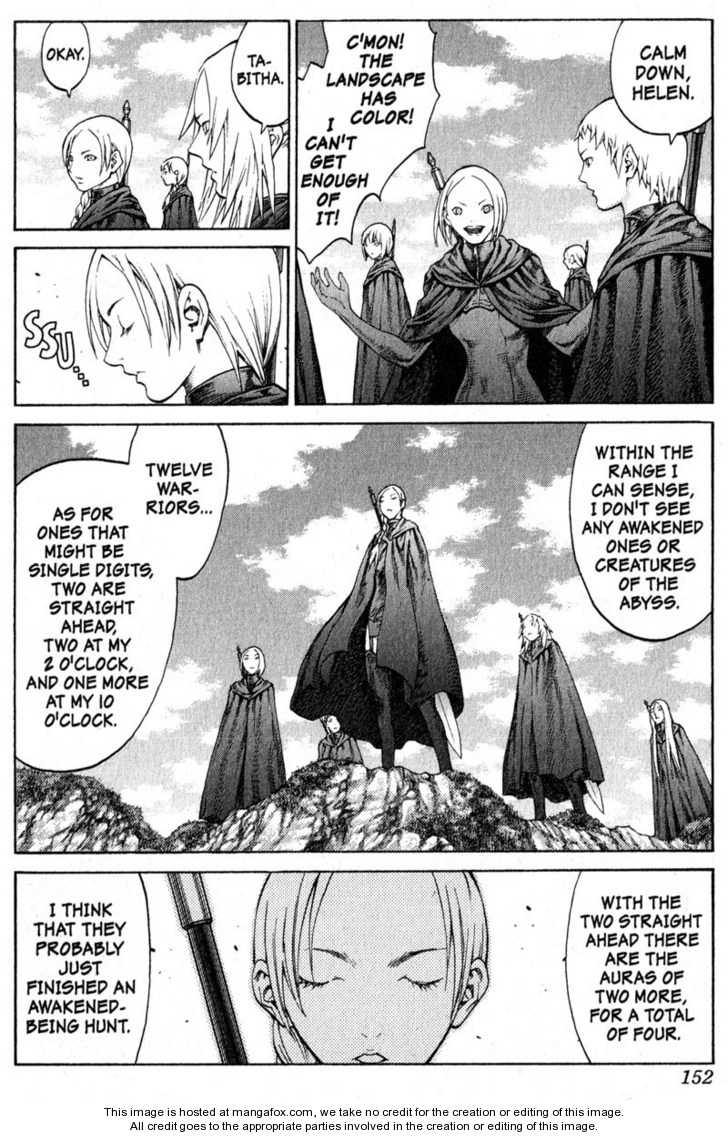 CALM
DOWN,
HELEN.
C'MON!
THE
LANDSCAPE
HAS
COLOR!
I
CAN'T
GET
ENOUGH
OF
IT!
TA-
BITHA.
OKAY.
SSU...
WITHIN THE
RANGE I
CAN SENSE,
I DON'T SEE
ANY AWAKENED
ONES OR
CREATURES
OF THE
ABYSS.
TWELVE
WAR-
RIORS...
AS FOR
ONES THAT
MIGHT BE
SINGLE DIGITS,
TWO ARE
STRAIGHT
AHEAD,
TWO AT MY
2 O'CLOCK,
AND ONE MORE
AT MY 10
O'CLOCK.
WITH THE
TWO STRAIGHT
AHEAD THERE
ARE THE
AURAS OF
TWO MORE,
FOR A TOTAL
OF FOUR.
I THINK
THAT THEY
PROBABLY
JUST
FINISHED AN
AWAKENED-
BEING HUNT.
152
This image is hosted at mangafox.com, we take no credit for the creation or editing of this image.
All credit goes to the appropriate parties involved in the creation or editing of this image.